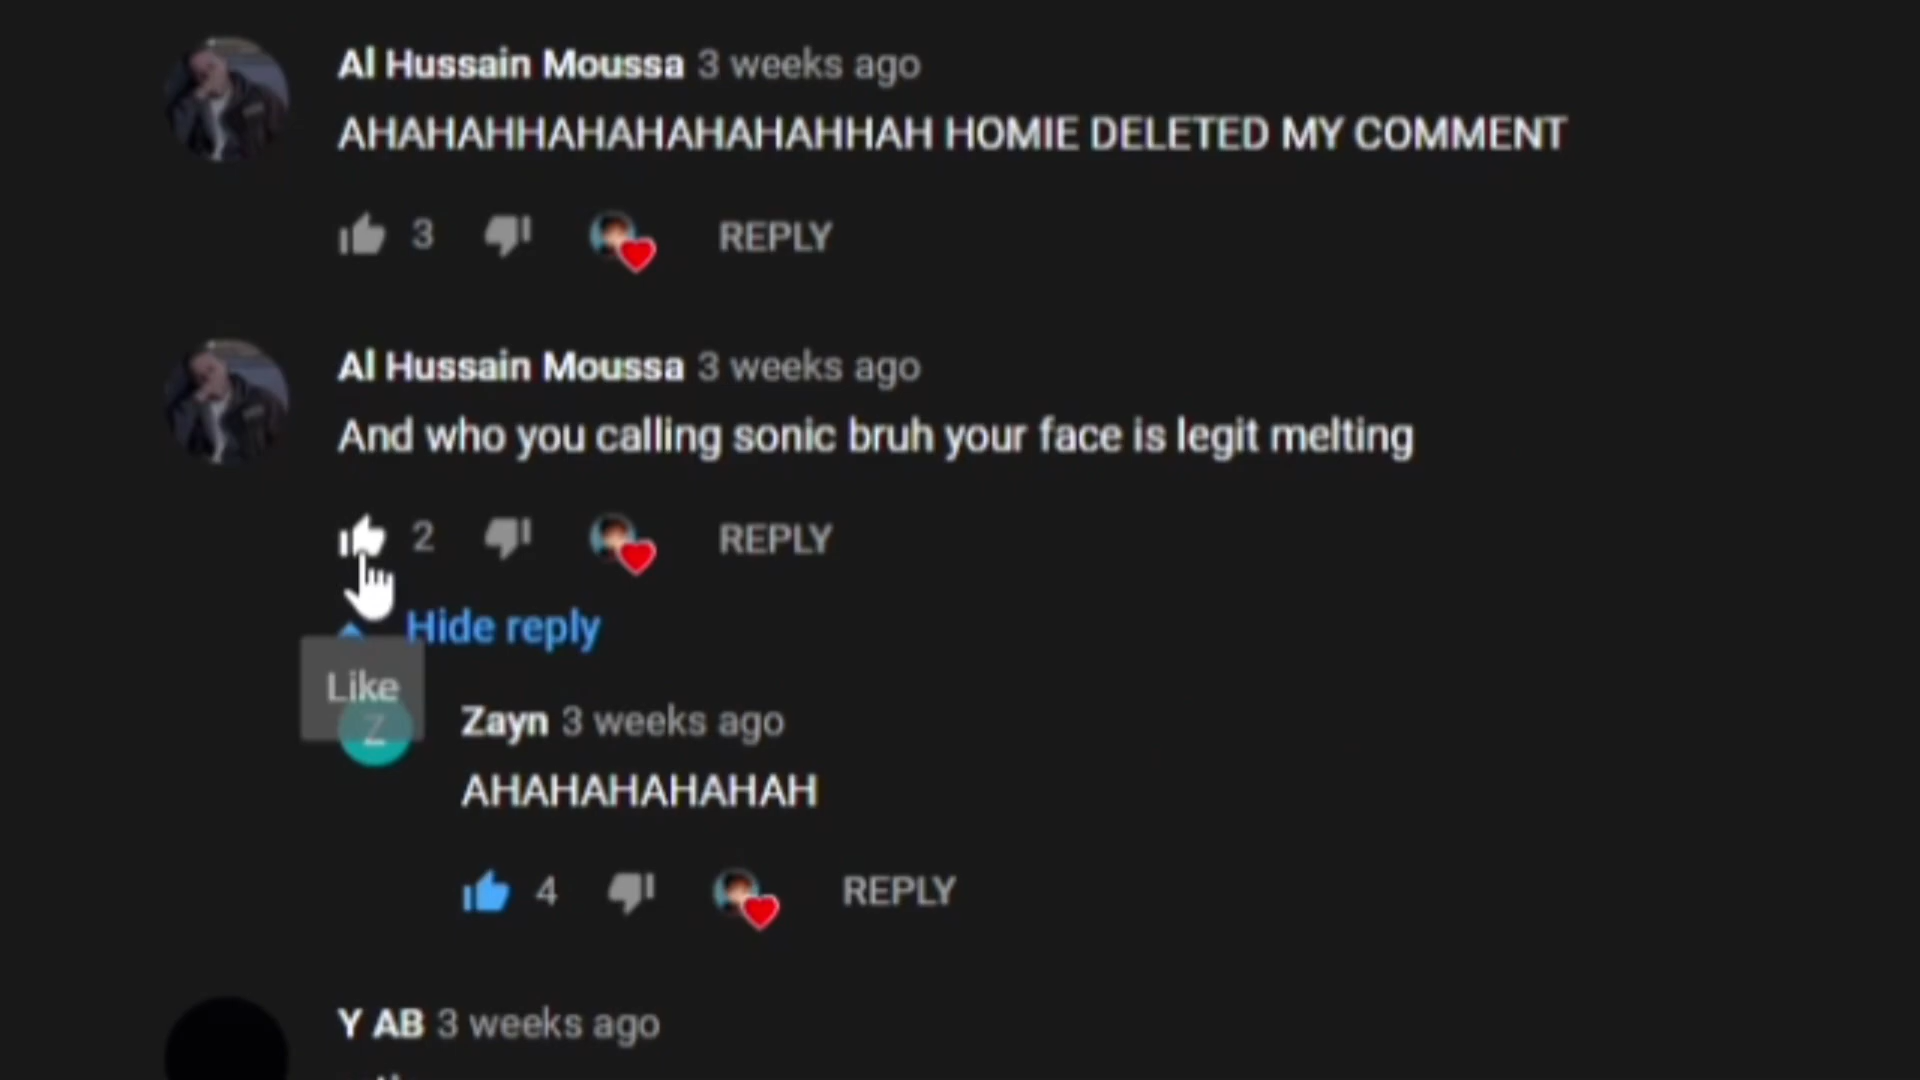 Al Hussain Moussa 3 weeks ago
AHAHAHHAHAHAHAHAHAHHAH HOMIE DELETED MY COMMENT
3 REPLY
Al Hussain Moussa 3 weeks ago
And who you calling sonic bruh your face is legit melting
2 REPLY
Hide reply
Like
Z
Zayn 3 weeks ago
AHAHAHAHAHAH
4 REPLY
Y AB 3 weeks ago